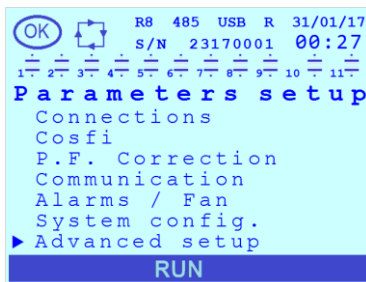 OK R8 485 USB R 31/01/17
S/N 23170001 00:27
1 2 3 4 5 6 7 8 9 10 11
Parameters setup
Connections
Cosfi
P.F. Correction
Communication
Alarms / Fan
System config.
Advanced setup
RUN